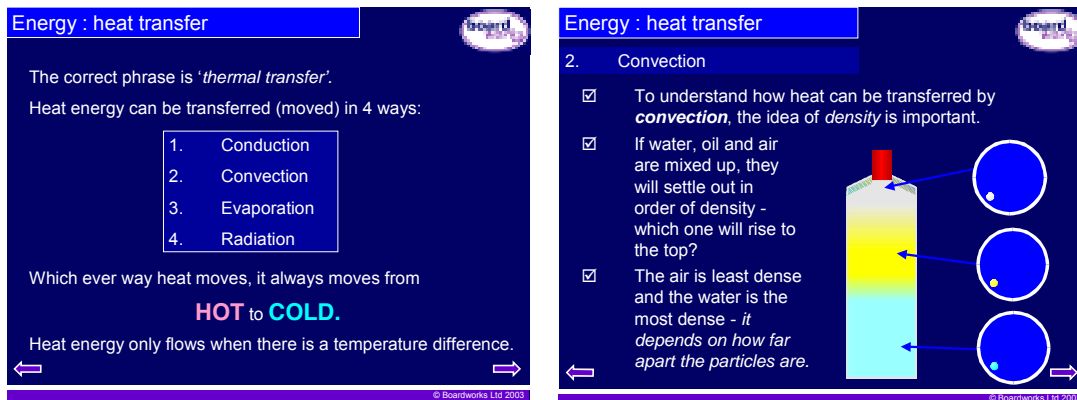 Energy : heat transfer
The correct phrase is 'thermal transfer'.
Heat energy can be transferred (moved) in 4 ways:
1. Conduction
2. Convection
3. Evaporation
4. Radiation
Which ever way heat moves, it always moves from
HOT to COLD.
Heat energy only flows when there is a temperature difference.
© Boardworks Ltd 2003
Energy : heat transfer
2. Convection
☑ To understand how heat can be transferred by
convection, the idea of density is important.
☑ If water, oil and air
are mixed up, they
will settle out in
order of density -
which one will rise to
the top?
☑ The air is least dense
and the water is the
most dense - it
depends on how far
apart the particles are.
© Boardworks Ltd 200